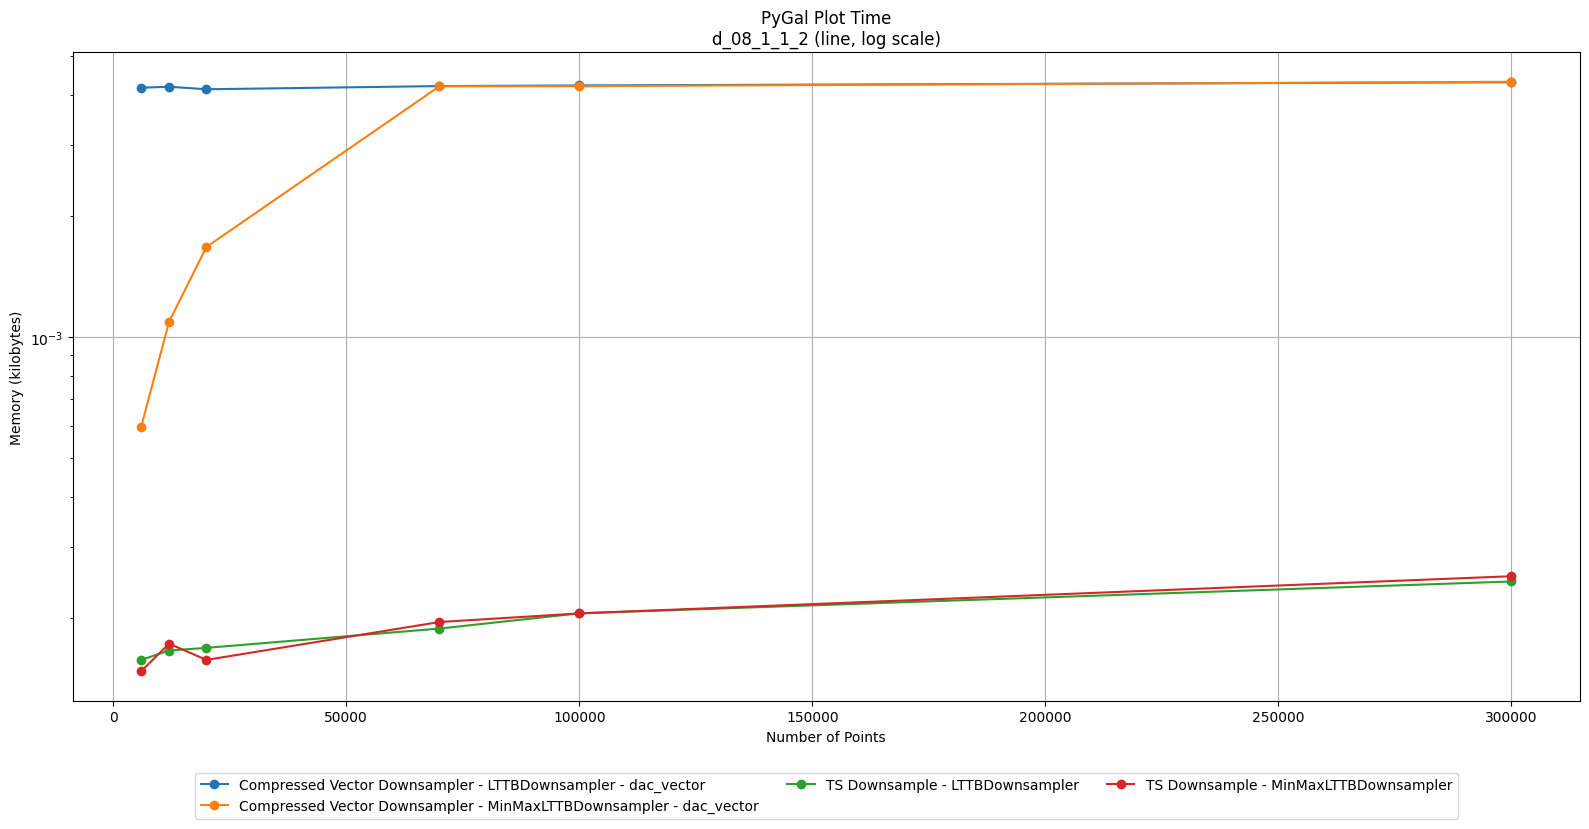 PyGal Plot Time
d_08_1_1_2 (line, log scale)
Memory (kilobytes)
10⁻³
0 50000 100000 150000 200000 250000 300000
Number of Points
Compressed Vector Downsampler - LTTBDownsampler - dac_vector
Compressed Vector Downsampler - MinMaxLTTBDownsampler - dac_vector
TS Downsample - LTTBDownsampler
TS Downsample - MinMaxLTTBDownsampler